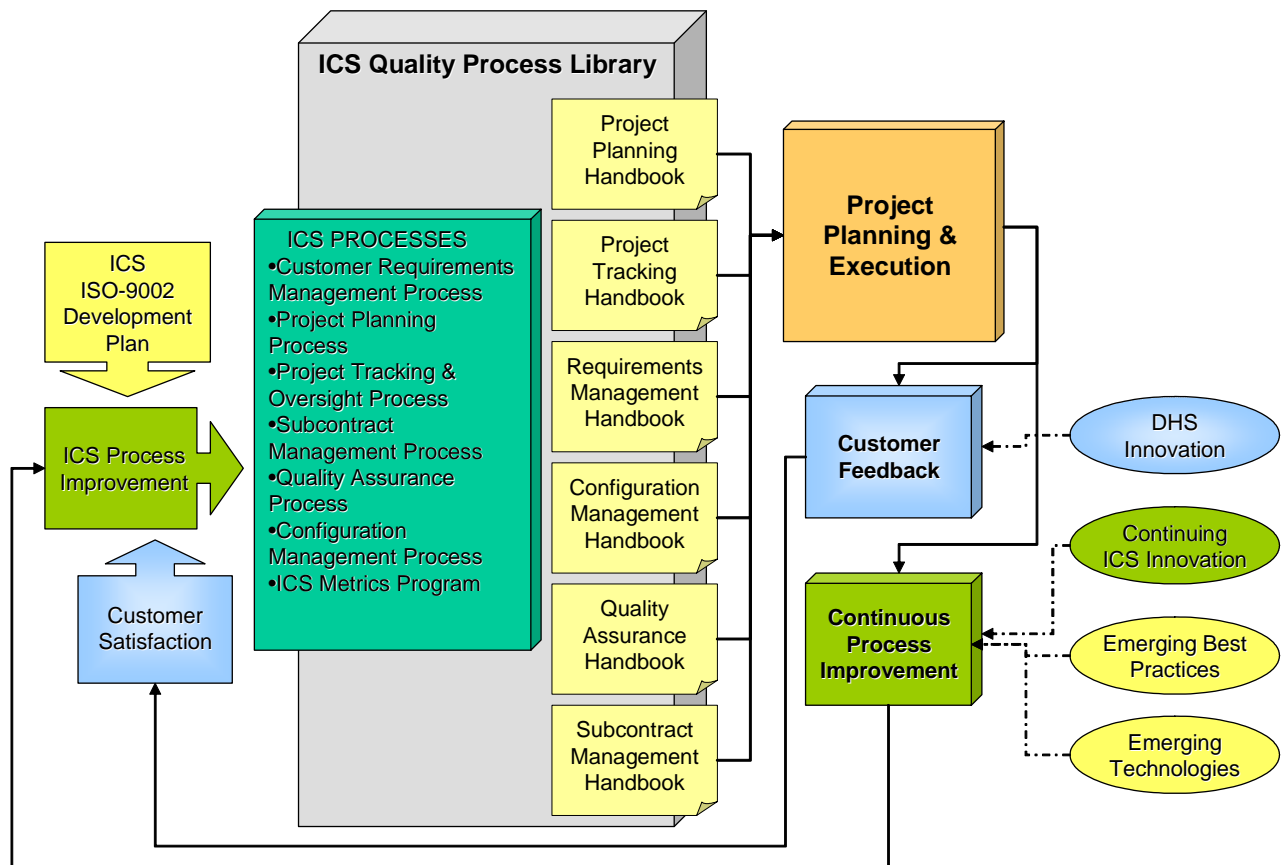 ICS Quality Process Library
Project
Planning
Handbook
Project
Tracking
Handbook
Requirements
Management
Handbook
Configuration
Management
Handbook
Quality
Assurance
Handbook
Subcontract
Management
Handbook
ICS PROCESSES
•Customer Requirements
Management Process
•Project Planning
Process
•Project Tracking &
Oversight Process
•Subcontract
Management Process
•Quality Assurance
Process
•Configuration
Management Process
•ICS Metrics Program
ICS
ISO-9002
Development
Plan
ICS Process
Improvement
Customer
Satisfaction
Project
Planning &
Execution
Customer
Feedback
Continuous
Process
Improvement
DHS
Innovation
Continuing
ICS Innovation
Emerging Best
Practices
Emerging
Technologies